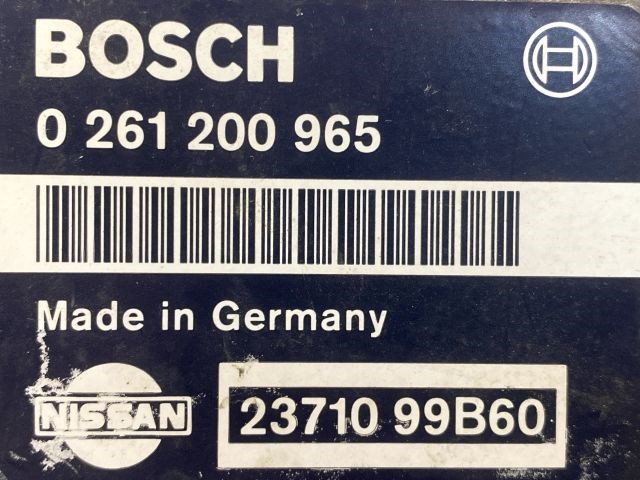 BOSCH
0 261 200 965
Made in Germany
NISSAN
23710 99B60